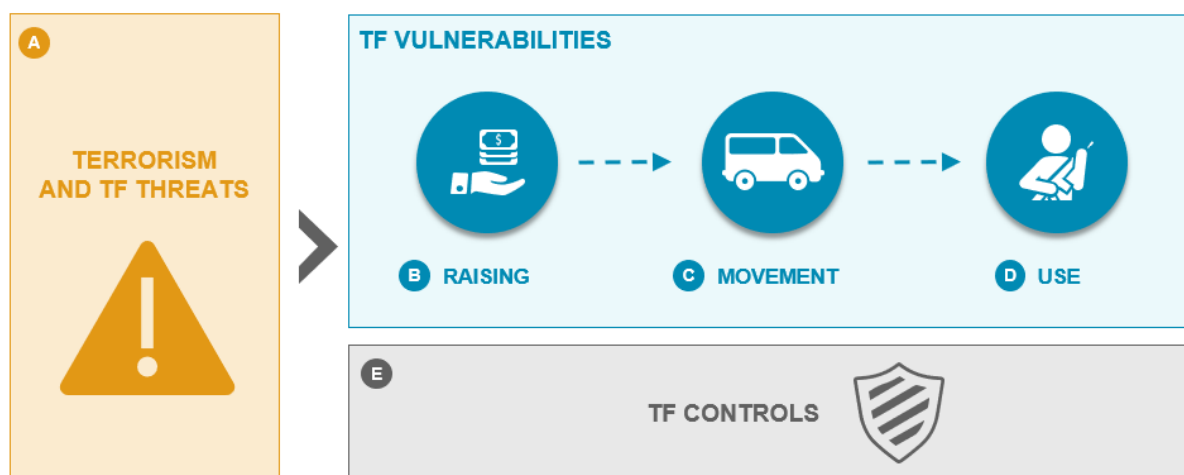 A
TERRORISM
AND TF THREATS
TF VULNERABILITIES
$
B RAISING
C MOVEMENT
D USE
E
TF CONTROLS